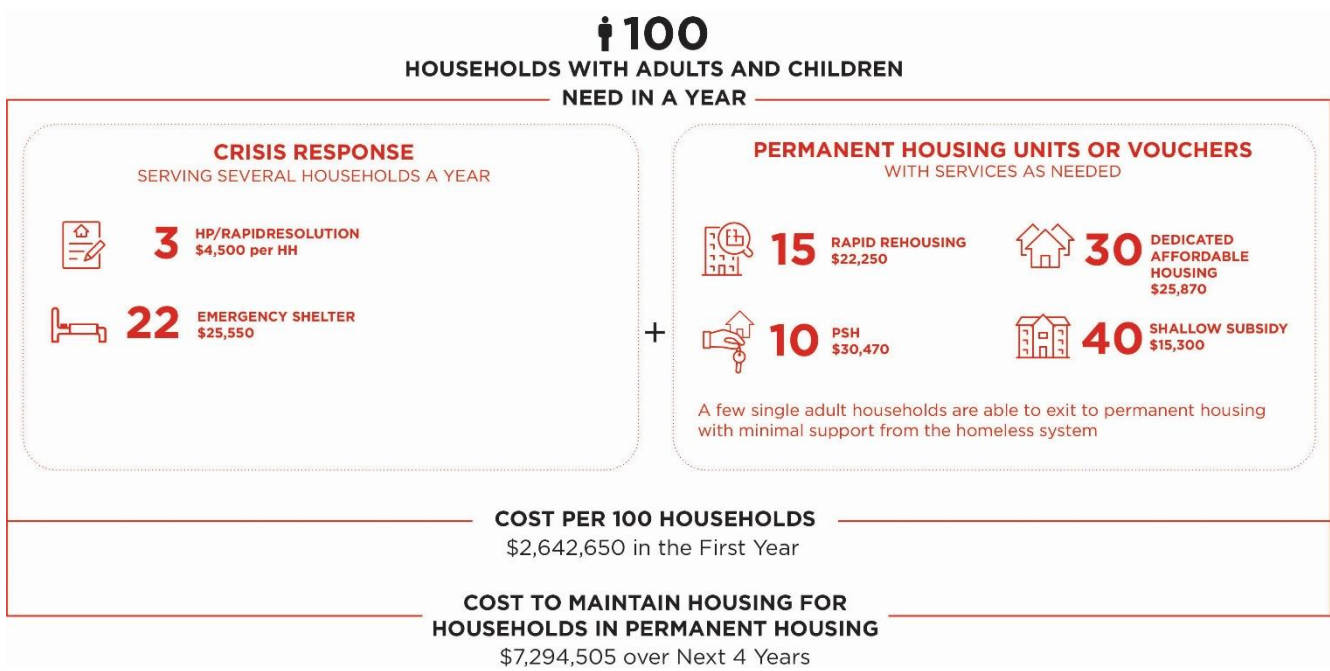 100
HOUSEHOLDS WITH ADULTS AND CHILDREN
NEED IN A YEAR
CRISIS RESPONSE
SERVING SEVERAL HOUSEHOLDS A YEAR
3
HP/RAPIDRESOLUTION
$4,500 per HH
22
EMERGENCY SHELTER
$25,550
+
PERMANENT HOUSING UNITS OR VOUCHERS
WITH SERVICES AS NEEDED
15
RAPID REHOUSING
$22,250
30
DEDICATED
AFFORDABLE
HOUSING
$25,870
10
PSH
$30,470
40
SHALLOW SUBSIDY
$15,300
A few single adult households are able to exit to permanent housing
with minimal support from the homeless system
COST PER 100 HOUSEHOLDS
$2,642,650 in the First Year
COST TO MAINTAIN HOUSING FOR
HOUSEHOLDS IN PERMANENT HOUSING
$7,294,505 over Next 4 Years